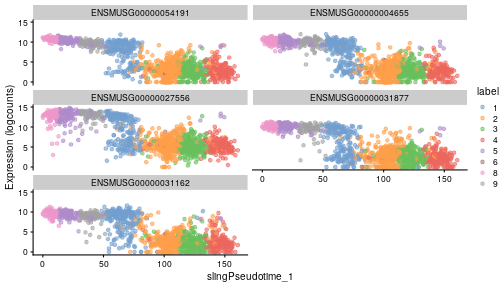 ENSMUSG00000054191
ENSMUSG00000004655
15
10
5
0
ENSMUSG00000027556
ENSMUSG00000031877
15
10
5
0
ENSMUSG00000031162
15
10
5
0
0 50 100 150
0 50 100 150
Expression (logcounts)
slingPseudotime_1
label
1
2
3
4
5
6
8
9